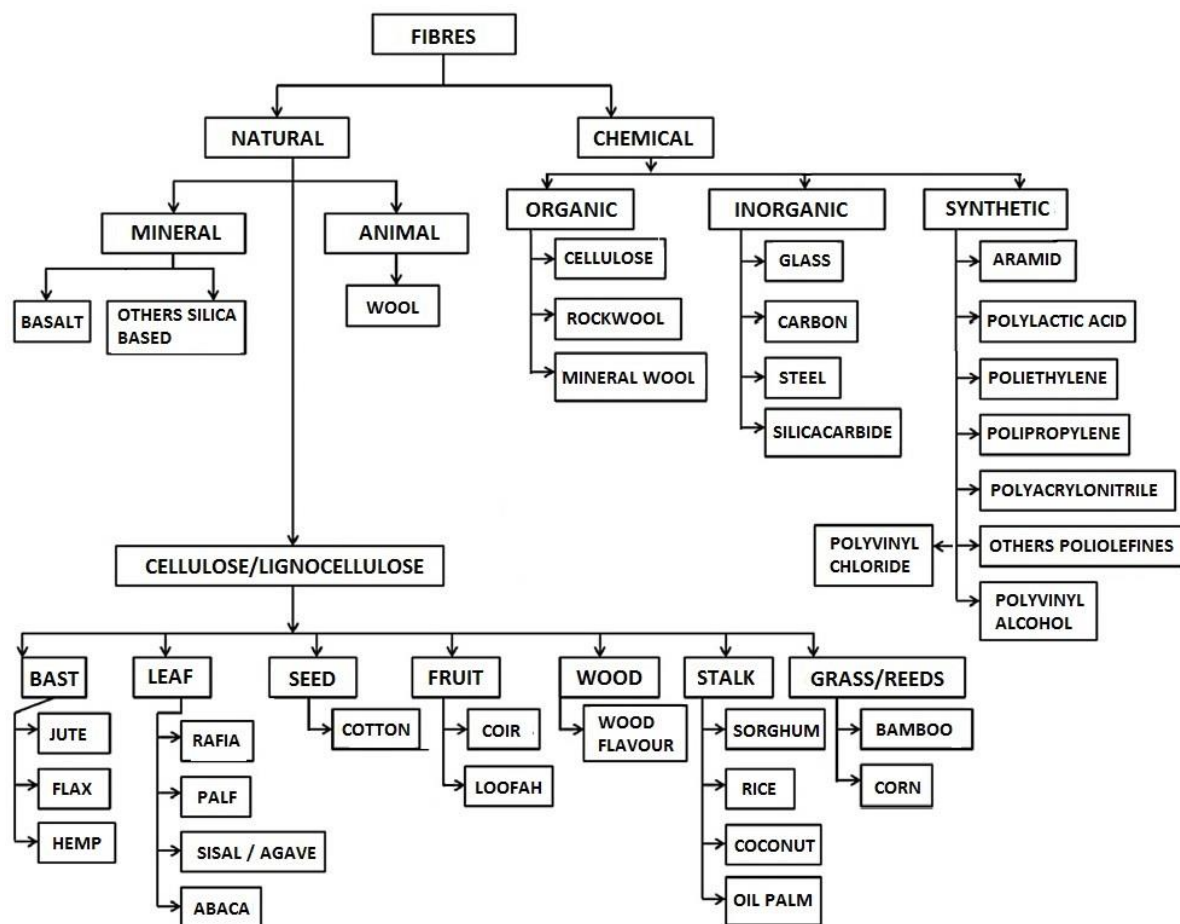 FIBRES
NATURAL
CHEMICAL
MINERAL
ANIMAL
ORGANIC
INORGANIC
SYNTHETIC
BASALT
OTHERS SILICA
BASED
WOOL
CELLULOSE
ROCKWOOL
MINERAL WOOL
GLASS
CARBON
STEEL
SILICACARBIDE
ARAMID
POLYLACTIC ACID
POLIETHYLENE
POLIPROPYLENE
POLYACRYLONITRILE
POLYVINYL
CHLORIDE
OTHERS POLIOLEFINES
POLYVINYL
ALCOHOL
CELLULOSE/LIGNOCELLULOSE
BAST
LEAF
SEED
FRUIT
WOOD
STALK
GRASS/REEDS
JUTE
FLAX
HEMP
RAFIA
PALF
SISAL / AGAVE
ABACA
COTTON
COIR
LOOFAH
WOOD
FLAVOUR
SORGHUM
RICE
COCONUT
OIL PALM
BAMBOO
CORN